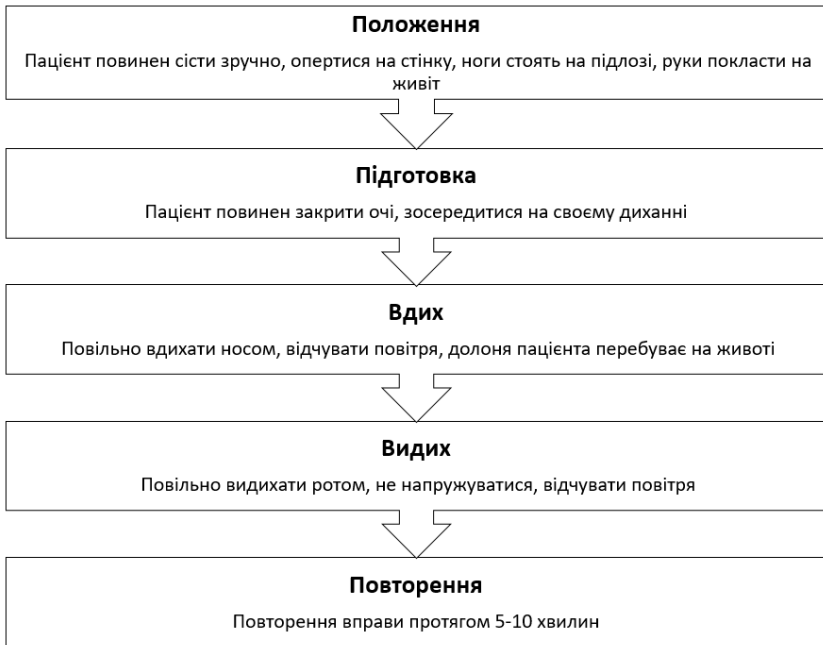 Положення
Пацієнт повинен сісти зручно, опертися на стінку, ноги стоять на підлозі, руки покласти на
живіт
Підготовка
Пацієнт повинен закрити очі, зосередитися на своєму диханні
Вдих
Повільно вдихати носом, відчувати повітря, долоня пацієнта перебуває на животі
Видих
Повільно видихати ротом, не напружуватися, відчувати повітря
Повторення
Повторення вправи протягом 5-10 хвилин